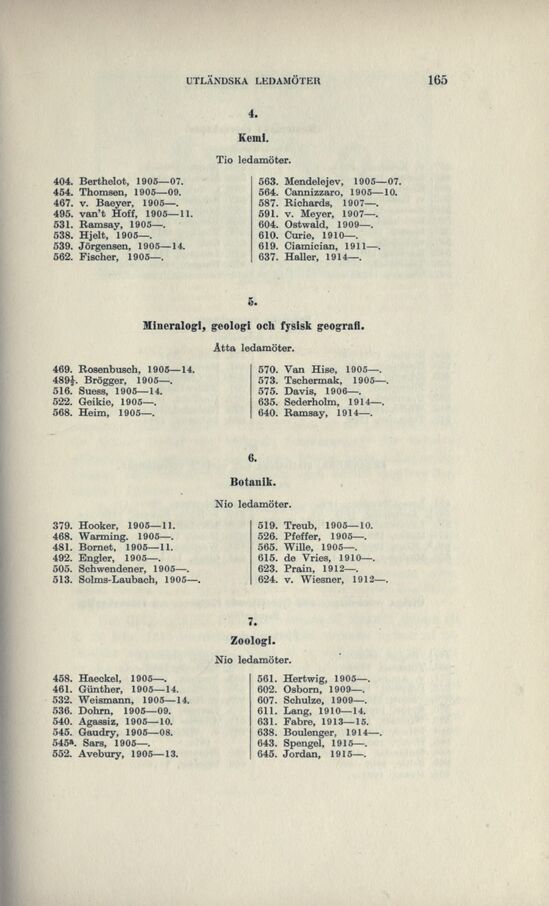 UTLÄNDSKA LEDAMÖTER 165
4.
Kemi.
Tio ledamöter.
404. Berthelot, 1905—07.
454. Thomsen, 1905—09.
467. v. Baeyer, 1905—.
495. van't Hoff, 1905—11.
531. Ramsay, 1905—.
538. Hjelt, 1905—.
539. Jörgensen, 1905—14.
562. Fischer, 1905—.
563. Mendelejev, 1905—07.
564. Cannizzaro, 1905—10.
587. Richards, 1907—.
591. v. Meyer, 1907—.
604. Ostwald, 1909—.
610. Curie, 1910—.
619. Ciamician, 1911—.
637. Haller, 1914—.
5.
Mineralogi, geologi och fysisk geografi.
Åtta ledamöter.
469. Rosenbusch, 1905—14.
489½. Brögger, 1905—.
516. Suess, 1905—14.
522. Geikie, 1905—.
568. Heim, 1905—.
570. Van Hise, 1905—.
573. Tschermak, 1905—.
575. Davis, 1906—.
635. Sederholm, 1914—.
640. Ramsay, 1914—.
6.
Botanik.
Nio ledamöter.
379. Hooker, 1905—11.
468. Warming. 1905—.
481. Bornet, 1905—11.
492. Engler, 1905—.
505. Schwendener, 1905—.
513. Solms-Laubach, 1905—.
519. Treub, 1905—10.
526. Pfeffer, 1905—.
565. Wille, 1905—.
615. de Vries, 1910—.
623. Prain, 1912—.
624. v. Wiesner, 1912—.
7.
Zoologi.
Nio ledamöter.
458. Haeckel, 1905—.
461. Günther, 1905—14.
532. Weismann, 1905—14.
536. Dohrn, 1905—09.
540. Agassiz, 1905—10.
545. Gaudry, 1905—08.
545ª. Sars, 1905—.
552. Avebury, 1905—13.
561. Hertwig, 1905—.
602. Osborn, 1909—.
607. Schulze, 1909—.
611. Lang, 1910—14.
631. Fabre, 1913—15.
638. Boulenger, 1914—.
643. Spengel, 1915—.
645. Jordan, 1915—.